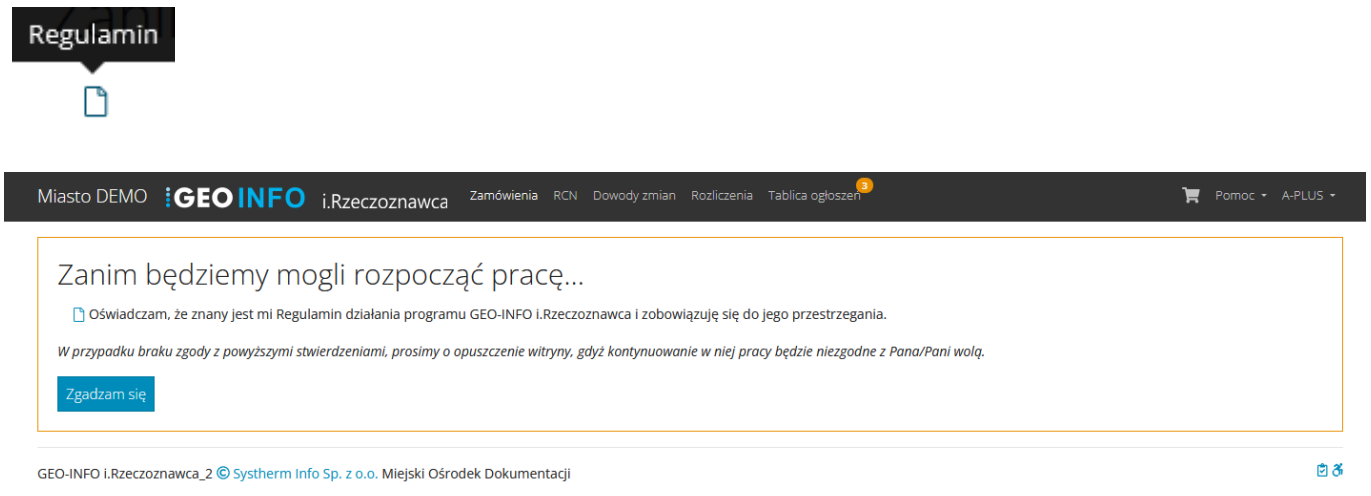 Regulamin
Miasto DEMO GEO INFO i.Rzeczoznawca Zamówienia RCN Dowody zmian Rozliczenia Tablica ogłoszeń 3 Pomoc A-PLUS
Zanim będziemy mogli rozpocząć pracę...
Oświadczam, że znany jest mi Regulamin działania programu GEO-INFO i.Rzeczoznawca i zobowiązuję się do jego przestrzegania.
W przypadku braku zgody z powyższymi stwierdzeniami, prosimy o opuszczenie witryny, gdyż kontynuowanie w niej pracy będzie niezgodne z Pana/Pani wolą.
Zgadzam się
GEO-INFO i.Rzeczoznawca_2 © Systherm Info Sp. z o.o. Miejski Ośrodek Dokumentacji